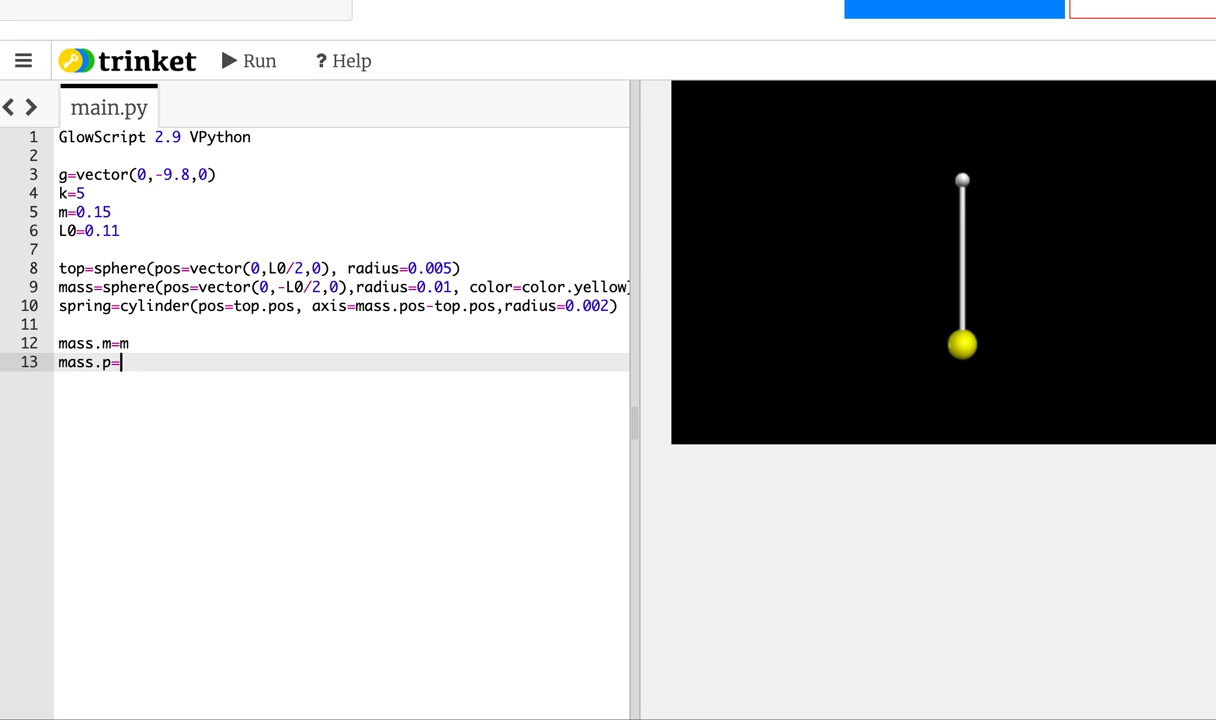 trinket Run ? Help
main.py
1 GlowScript 2.9 VPython
2
3 g=vector(0,-9.8,0)
4 k=5
5 m=0.15
6 L0=0.11
7
8 top=sphere(pos=vector(0,L0/2,0), radius=0.005)
9 mass=sphere(pos=vector(0,-L0/2,0),radius=0.01, color=color.yellow)
10 spring=cylinder(pos=top.pos, axis=mass.pos-top.pos,radius=0.002)
11
12 mass.m=m
13 mass.p=